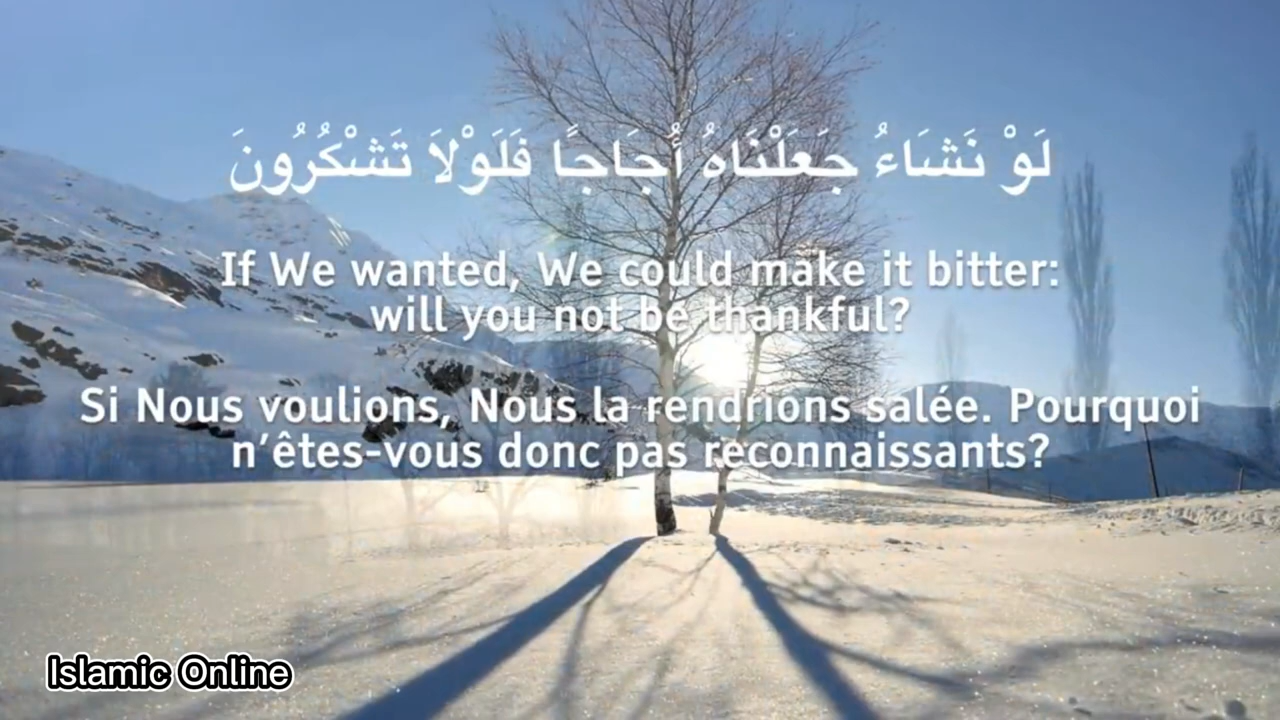 لَوْ نَشَاءُ جَعَلْنَاهُ أُجَاجًا فَلَوْلاَ تَشْكُرُونَ
If We wanted, We could make it bitter:
will you not be thankful?
Si Nous voulions, Nous la rendrions salée. Pourquoi
n’êtes-vous donc pas reconnaissants?
Islamic Online